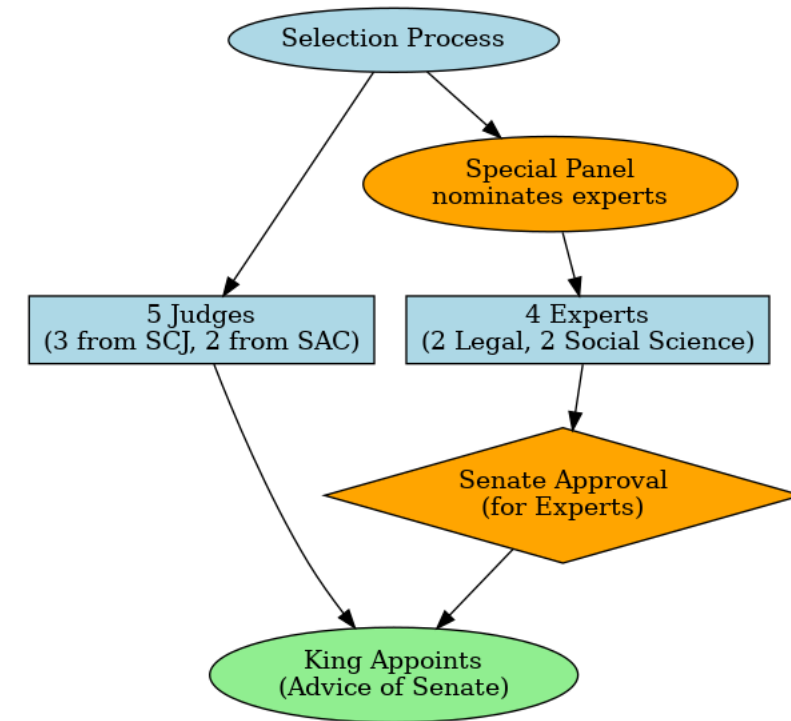 Selection Process
Special Panel
nominates experts
5 Judges
(3 from SCJ, 2 from SAC)
4 Experts
(2 Legal, 2 Social Science)
Senate Approval
(for Experts)
King Appoints
(Advice of Senate)